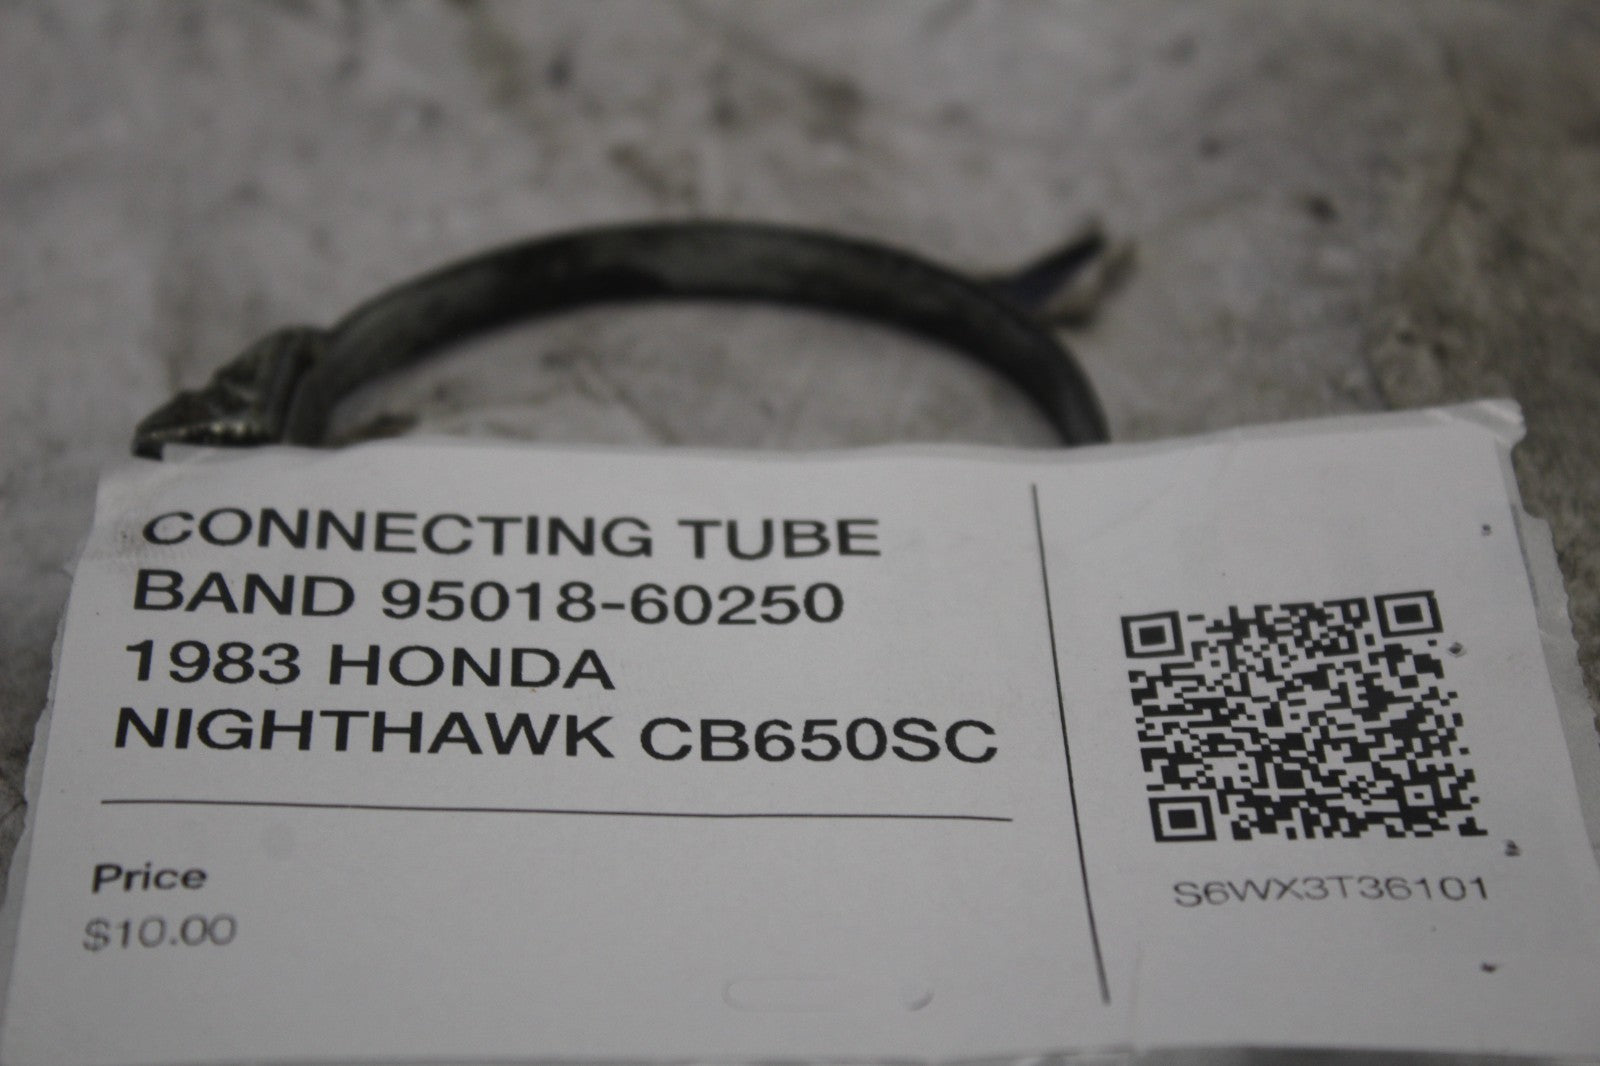 CONNECTING TUBE
BAND 95018-60250
1983 HONDA
NIGHTHAWK CB650SC
Price
$10.00
S6WX3T36101